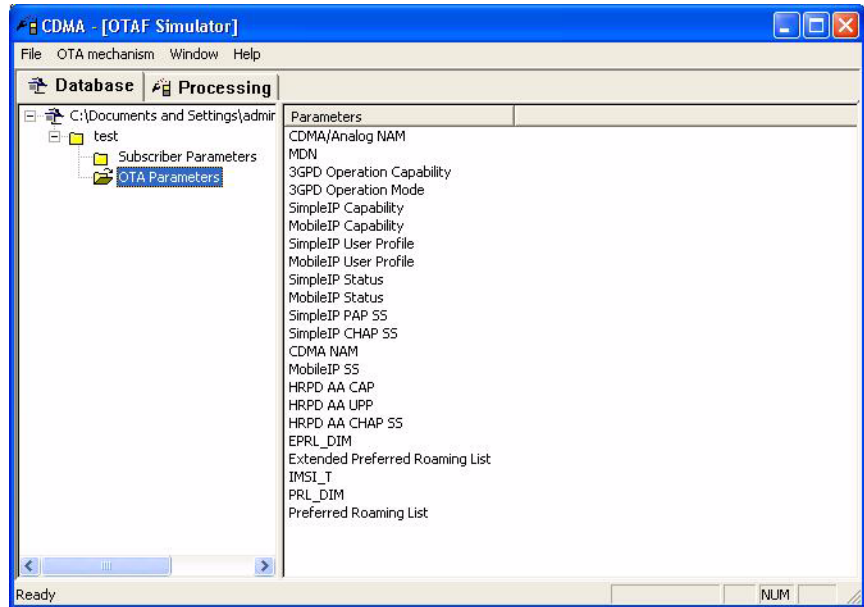 CDMA - [OTAF Simulator]
File OTA mechanism Window Help
Database Processing
C:\Documents and Settings\admir
test
Subscriber Parameters
OTA Parameters
Parameters
CDMA/Analog NAM
MDN
3GPD Operation Capability
3GPD Operation Mode
SimpleIP Capability
MobileIP Capability
SimpleIP User Profile
MobileIP User Profile
SimpleIP Status
MobileIP Status
SimpleIP PAP SS
SimpleIP CHAP SS
CDMA NAM
MobileIP SS
HRPD AA CAP
HRPD AA UPP
HRPD AA CHAP SS
EPRL_DIM
Extended Preferred Roaming List
IMSI_T
PRL_DIM
Preferred Roaming List
Ready NUM